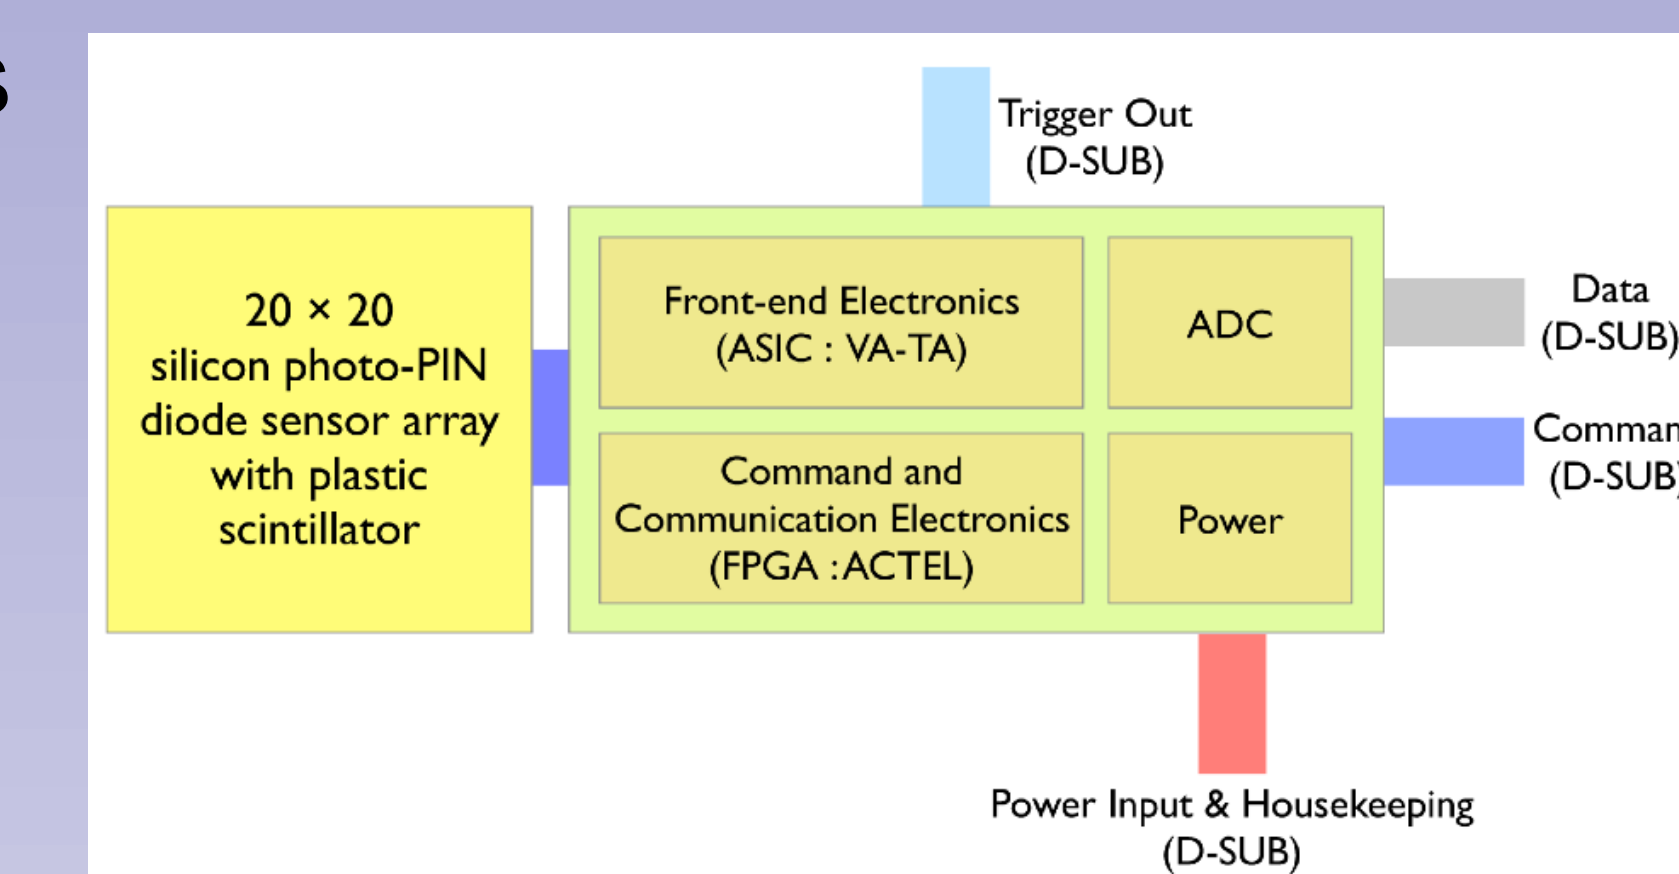 s
Trigger Out
(D-SUB)
20 × 20
silicon photo-PIN
diode sensor array
with plastic
scintillator
Front-end Electronics
(ASIC : VA-TA)
ADC
Data
(D-SUB)
Command and
Communication Electronics
(FPGA : ACTEL)
Power
(D-SUB)
Power Input & Housekeeping
(D-SUB)